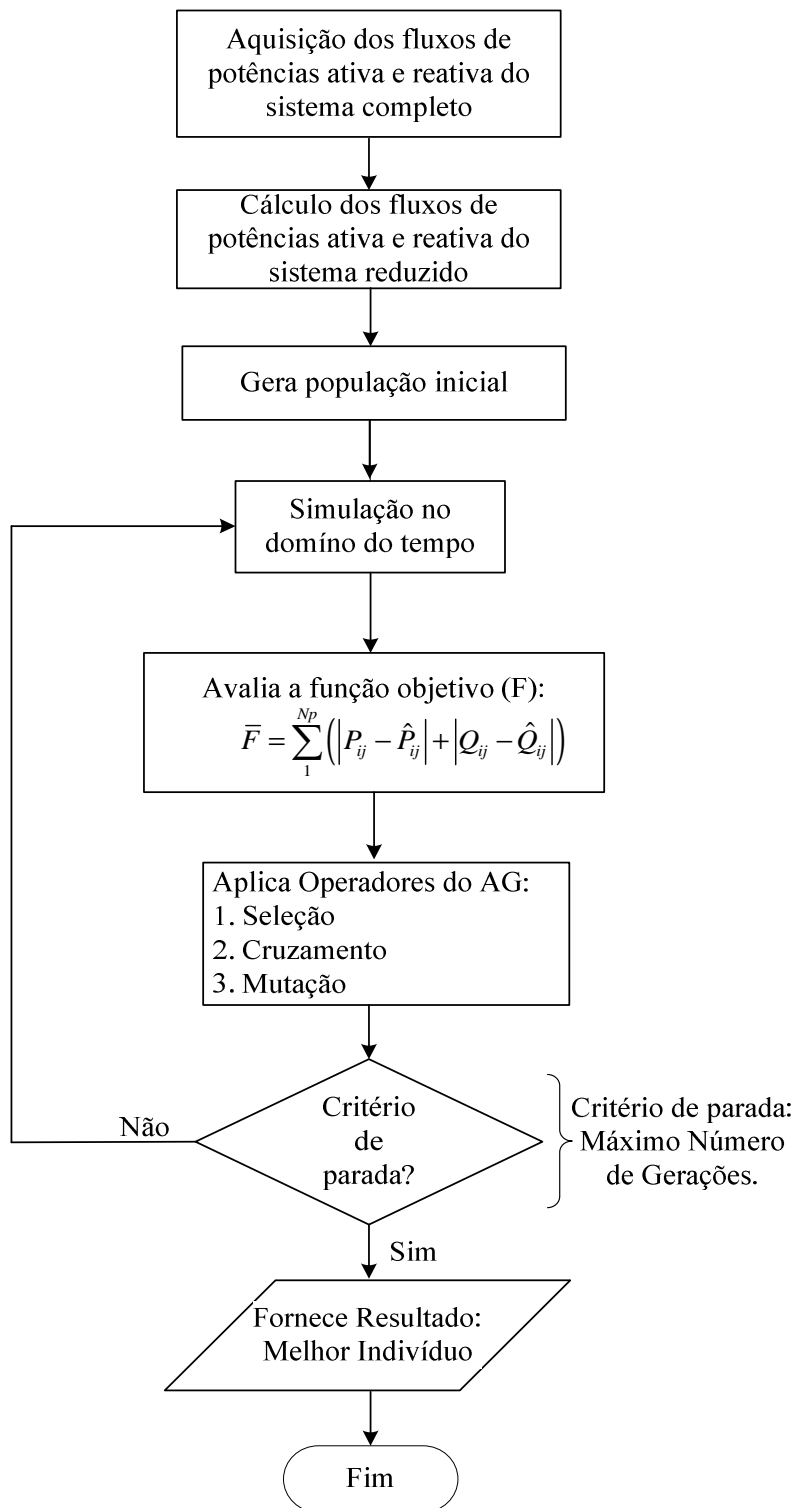 Aquisição dos fluxos de
potências ativa e reativa do
sistema completo
Cálculo dos fluxos de
potências ativa e reativa do
sistema reduzido
Gera população inicial
Simulação no
domíno do tempo
Avalia a função objetivo (F):
F̅ = ∑₁ᴺᵖ (|P_ij − P̂_ij| + |Q_ij − Q̂_ij|)
Aplica Operadores do AG:
1. Seleção
2. Cruzamento
3. Mutação
Critério
de
parada?
Não
Critério de parada:
Máximo Número
de Gerações.
Sim
Fornece Resultado:
Melhor Indivíduo
Fim